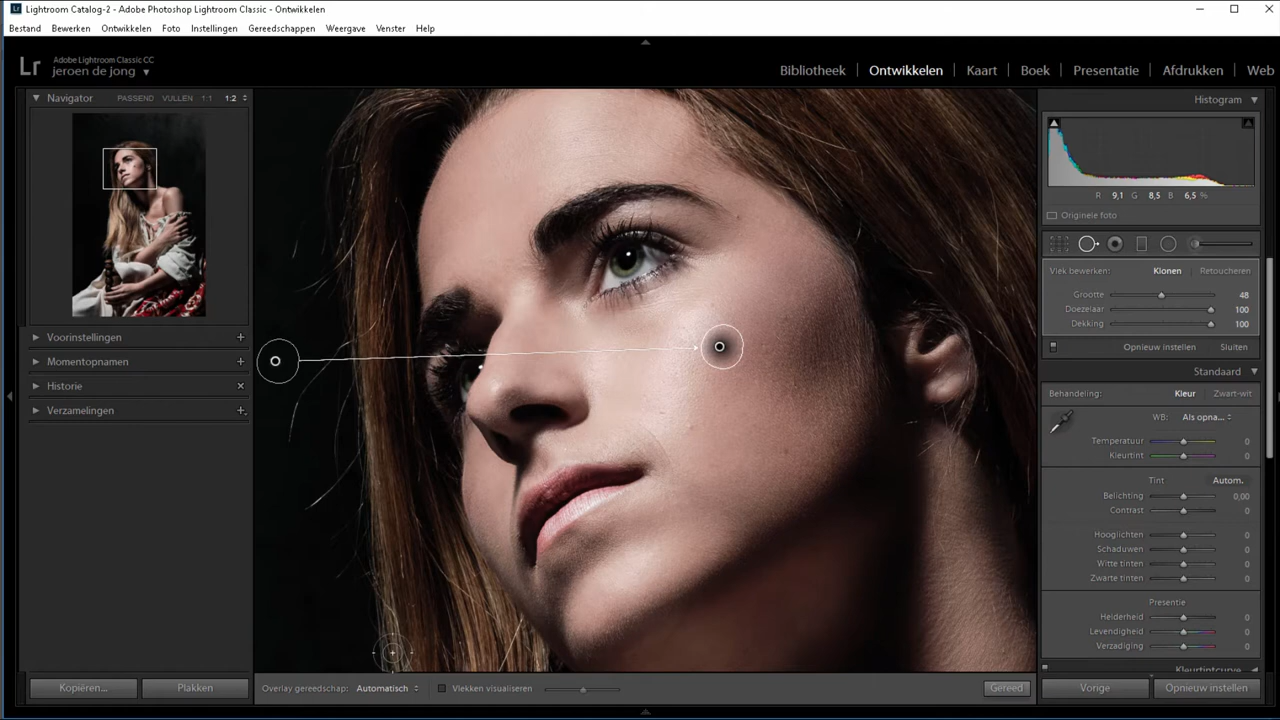 Lightroom Catalog-2 - Adobe Photoshop Lightroom Classic - Ontwikkelen
Bestand Bewerken Ontwikkelen Foto Instellingen Gereedschappen Weergave Venster Help
Lr
Adobe Lightroom Classic CC
jeroen de jong
Bibliotheek | Ontwikkelen | Kaart | Boek | Presentatie | Afdrukken | Web
Navigator PASSEND VULLEN 1:1 1:2
Voorinstellingen
Momentopnamen
Historie
Verzamelingen
Kopiëren...
Plakken
Overlay gereedschap: Automatisch
Vlekken visualiseren
Gereed
Histogram
R 9,1 G 8,5 B 6,5 %
Originele foto
Vlek bewerken: Klonen Retoucheren
Grootte 48
Doezelaar 100
Dekking 100
Opnieuw instellen Sluiten
Standaard
Behandeling: Kleur Zwart-wit
WB: Als opna...
Temperatuur 0
Kleurtint 0
Tint Autom.
Belichting 0,00
Contrast 0
Hooglichten 0
Schaduwen 0
Witte tinten 0
Zwarte tinten 0
Presentie
Helderheid 0
Levendigheid 0
Verzadiging 0
Kleurtintcurve
Vorige
Opnieuw instellen